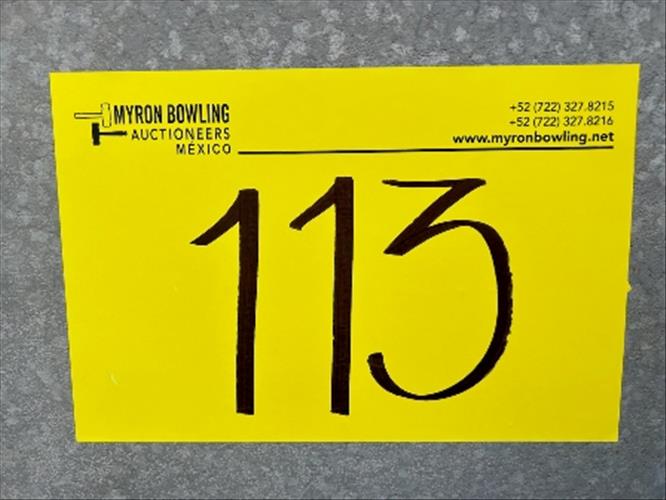 MYRON BOWLING
AUCTIONEERS
MÉXICO
+52 (722) 327.8215
+52 (722) 327.8216
www.myronbowling.net
113